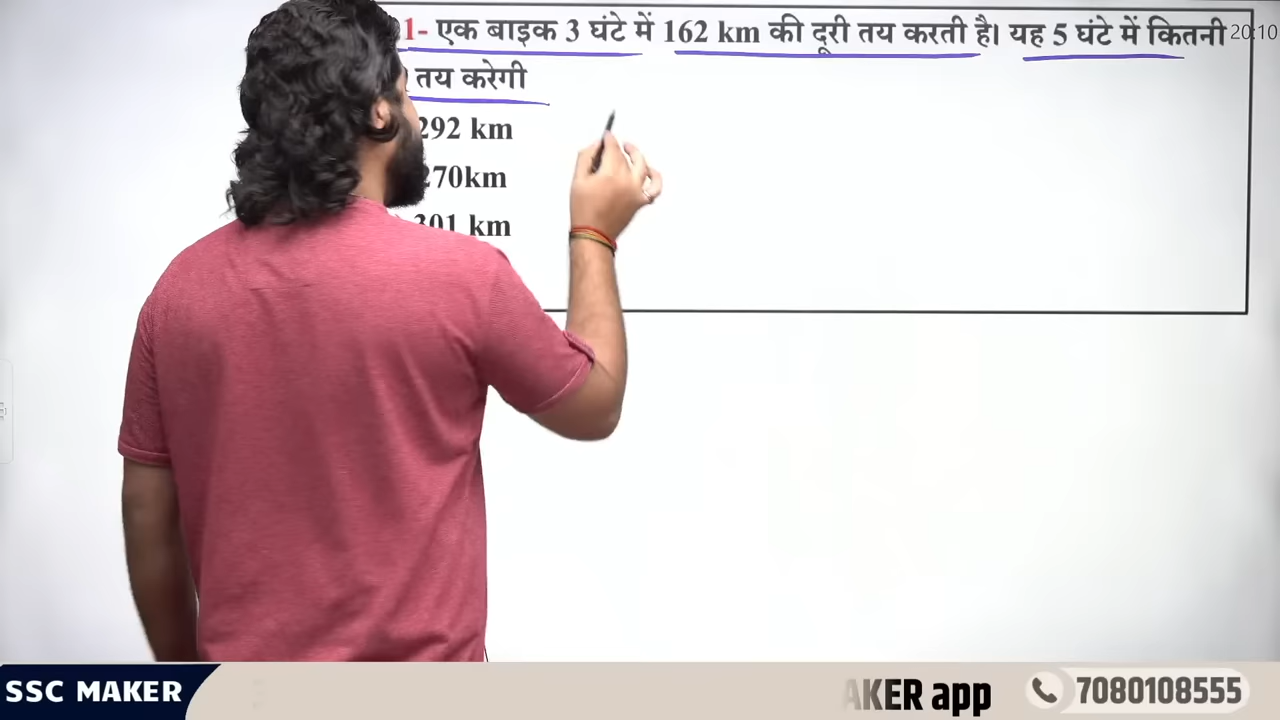 1- एक बाइक 3 घंटे में 162 km की दूरी तय करती है। यह 5 घंटे में कितनी
तय करेगी
292 km
270km
301 km
20:10
SSC MAKER
AKER app
7080108555